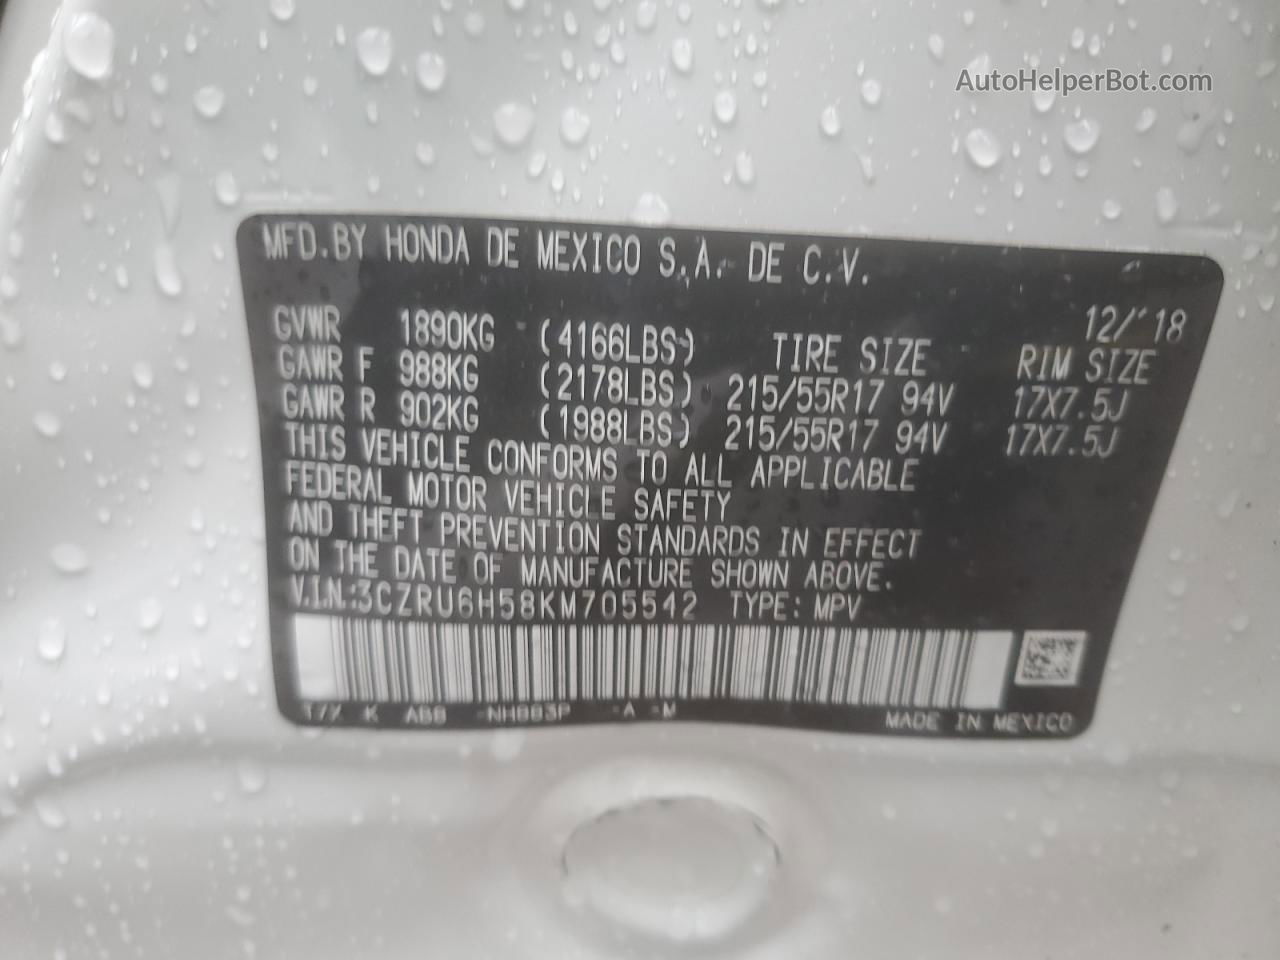 AutoHelperBot.com
MFD.BY HONDA DE MEXICO S.A. DE C.V.
12/'18
GVWR 1890KG (4166LBS) TIRE SIZE RIM SIZE
GAWR F 988KG (2178LBS) 215/55R17 94V 17X7.5J
GAWR R 902KG (1988LBS) 215/55R17 94V 17X7.5J
THIS VEHICLE CONFORMS TO ALL APPLICABLE
FEDERAL MOTOR VEHICLE SAFETY
AND THEFT PREVENTION STANDARDS IN EFFECT
ON THE DATE OF MANUFACTURE SHOWN ABOVE.
V.I.N.:3CZRU6H58KM705542 TYPE: MPV
T7X K AB8 -NH883P -A -M MADE IN MEXICO